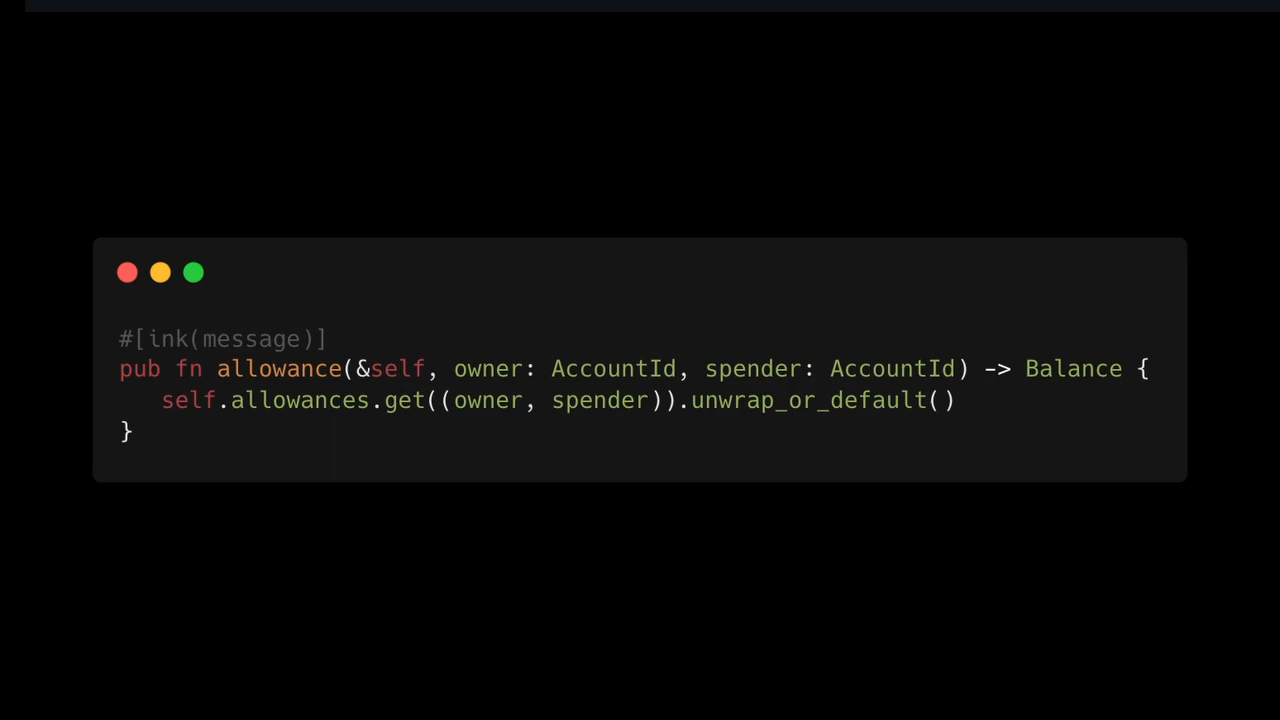 #[ink(message)]
pub fn allowance(&self, owner: AccountId, spender: AccountId) -> Balance {
   self.allowances.get((owner, spender)).unwrap_or_default()
}